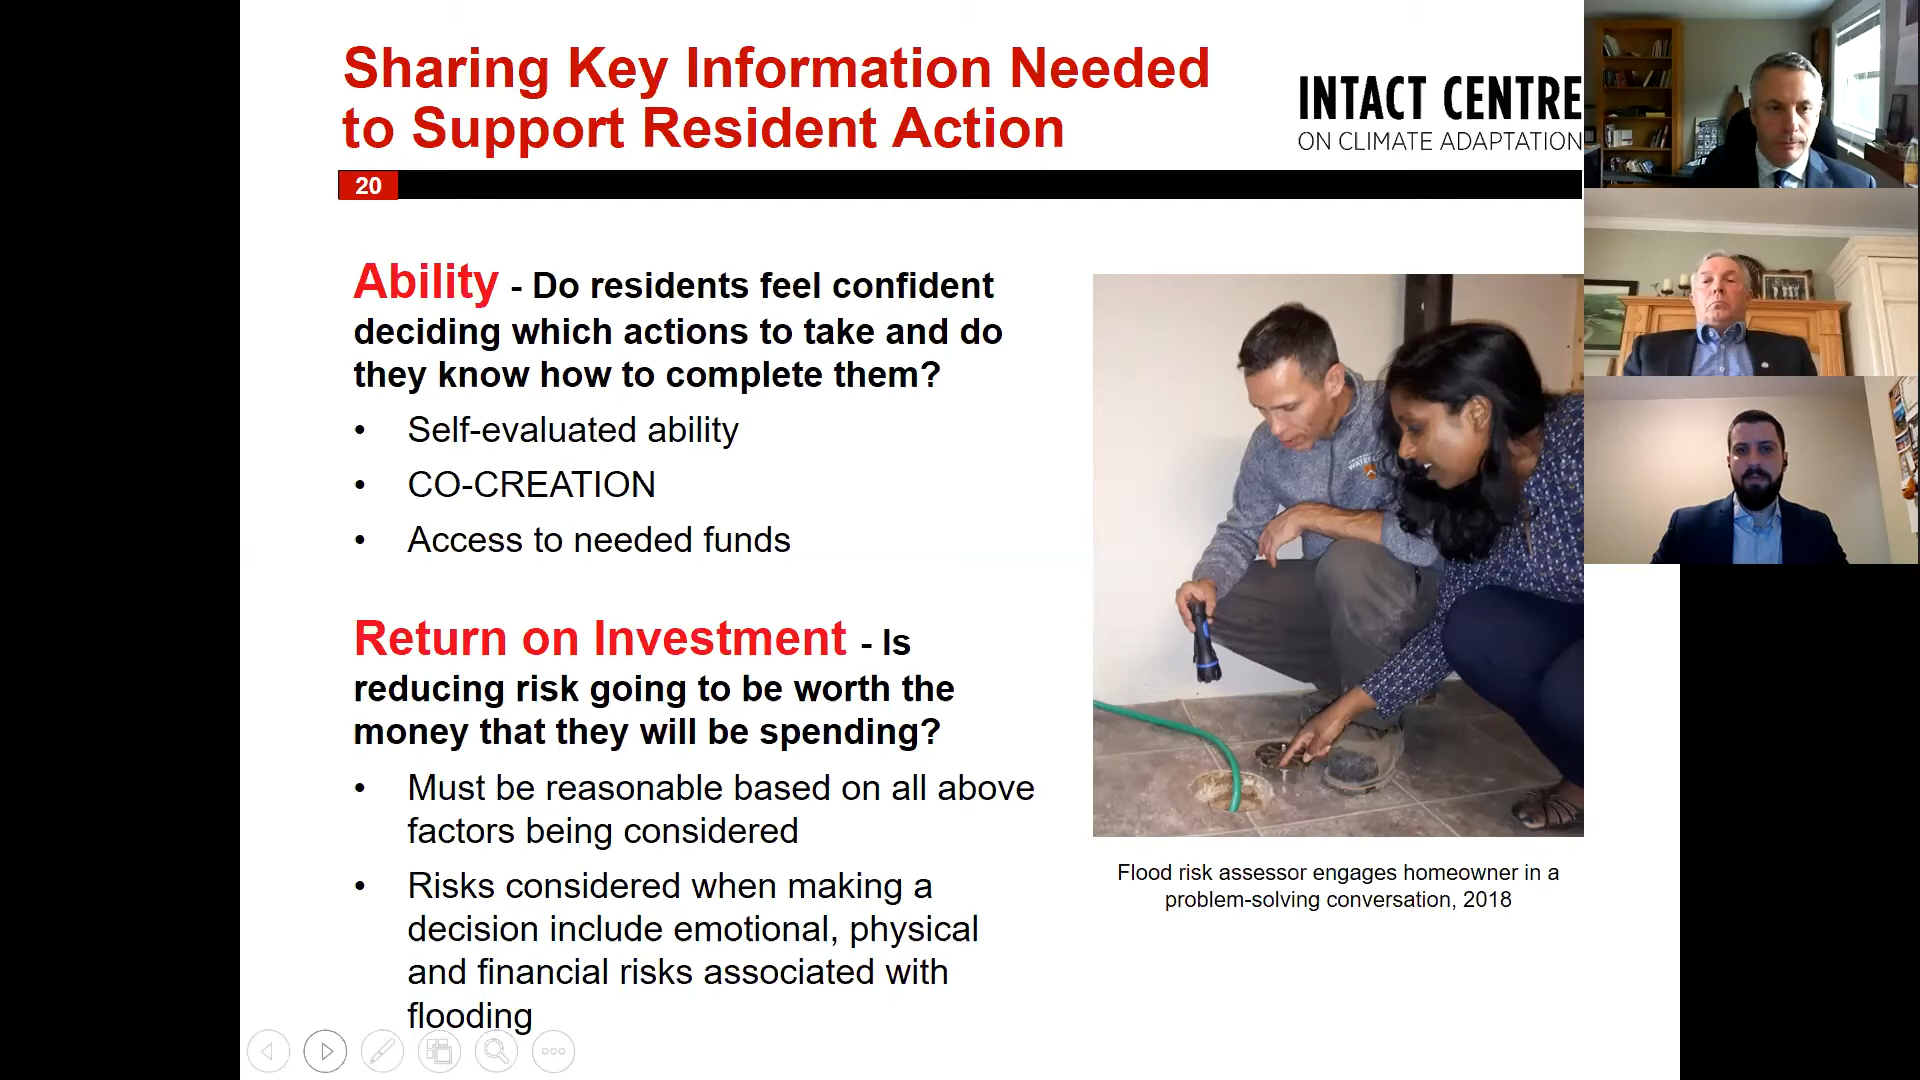 Sharing Key Information Needed
to Support Resident Action
INTACT CENTRE
ON CLIMATE ADAPTATION
20
Ability - Do residents feel confident
deciding which actions to take and do
they know how to complete them?
• Self-evaluated ability
• CO-CREATION
• Access to needed funds
Return on Investment - Is
reducing risk going to be worth the
money that they will be spending?
• Must be reasonable based on all above
factors being considered
• Risks considered when making a
decision include emotional, physical
and financial risks associated with
flooding
Flood risk assessor engages homeowner in a
problem-solving conversation, 2018